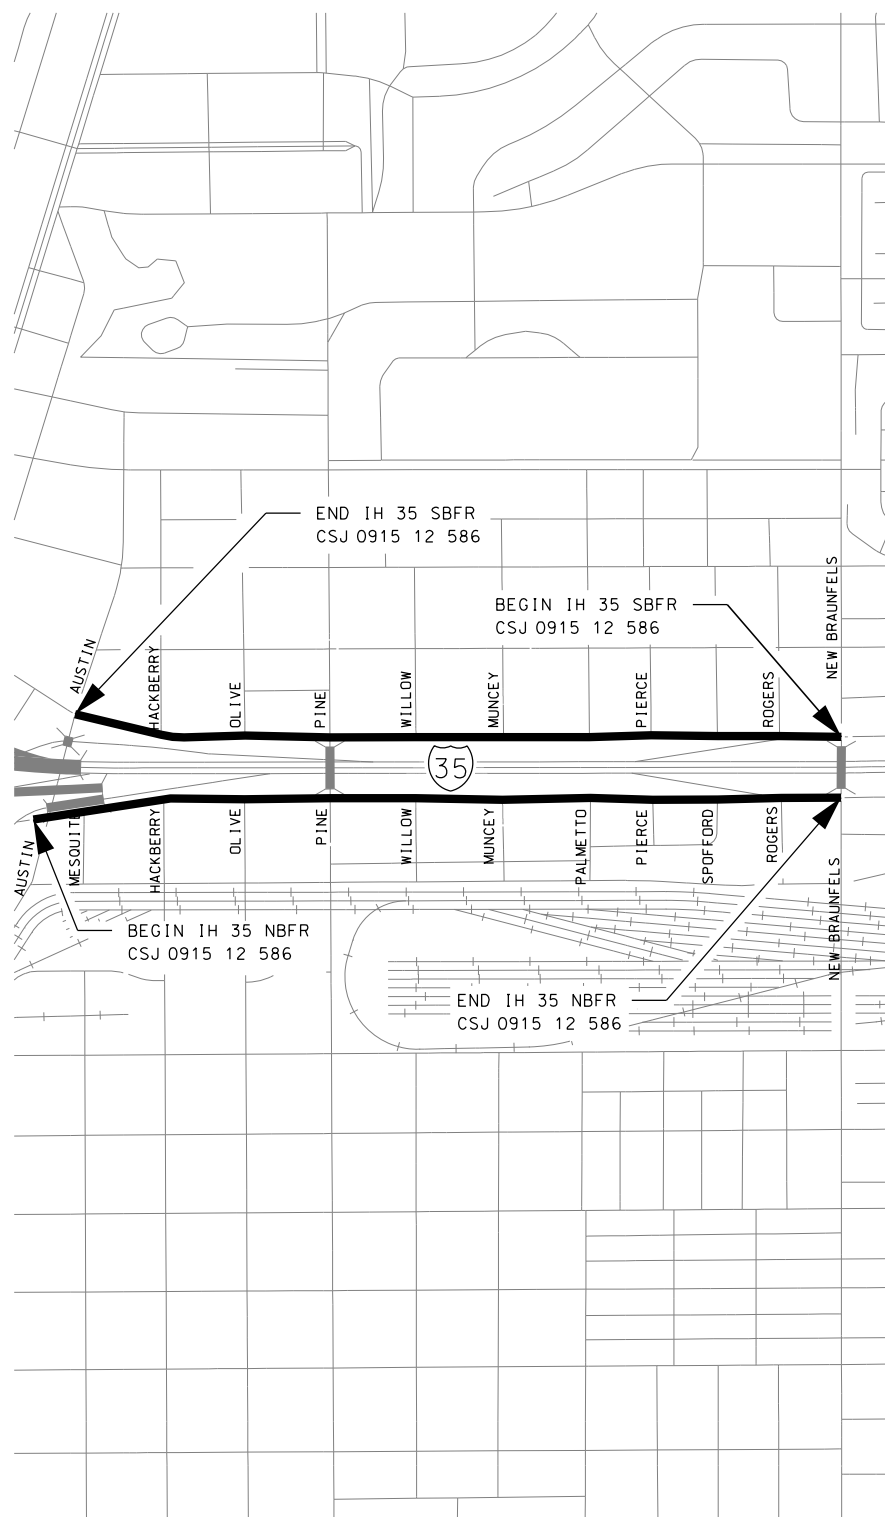 END IH 35 SBFR
CSJ 0915 12 586
BEGIN IH 35 SBFR
CSJ 0915 12 586
NEW BRAUNFELS
AUSTIN
HACKBERRY
OLIVE
PINE
WILLOW
MUNCEY
PIERCE
ROGERS
35
MESQUITE
HACKBERRY
OLIVE
PINE
WILLOW
MUNCEY
PALMETTO
PIERCE
SPOFFORD
ROGERS
AUSTIN
NEW BRAUNFELS
BEGIN IH 35 NBFR
CSJ 0915 12 586
END IH 35 NBFR
CSJ 0915 12 586